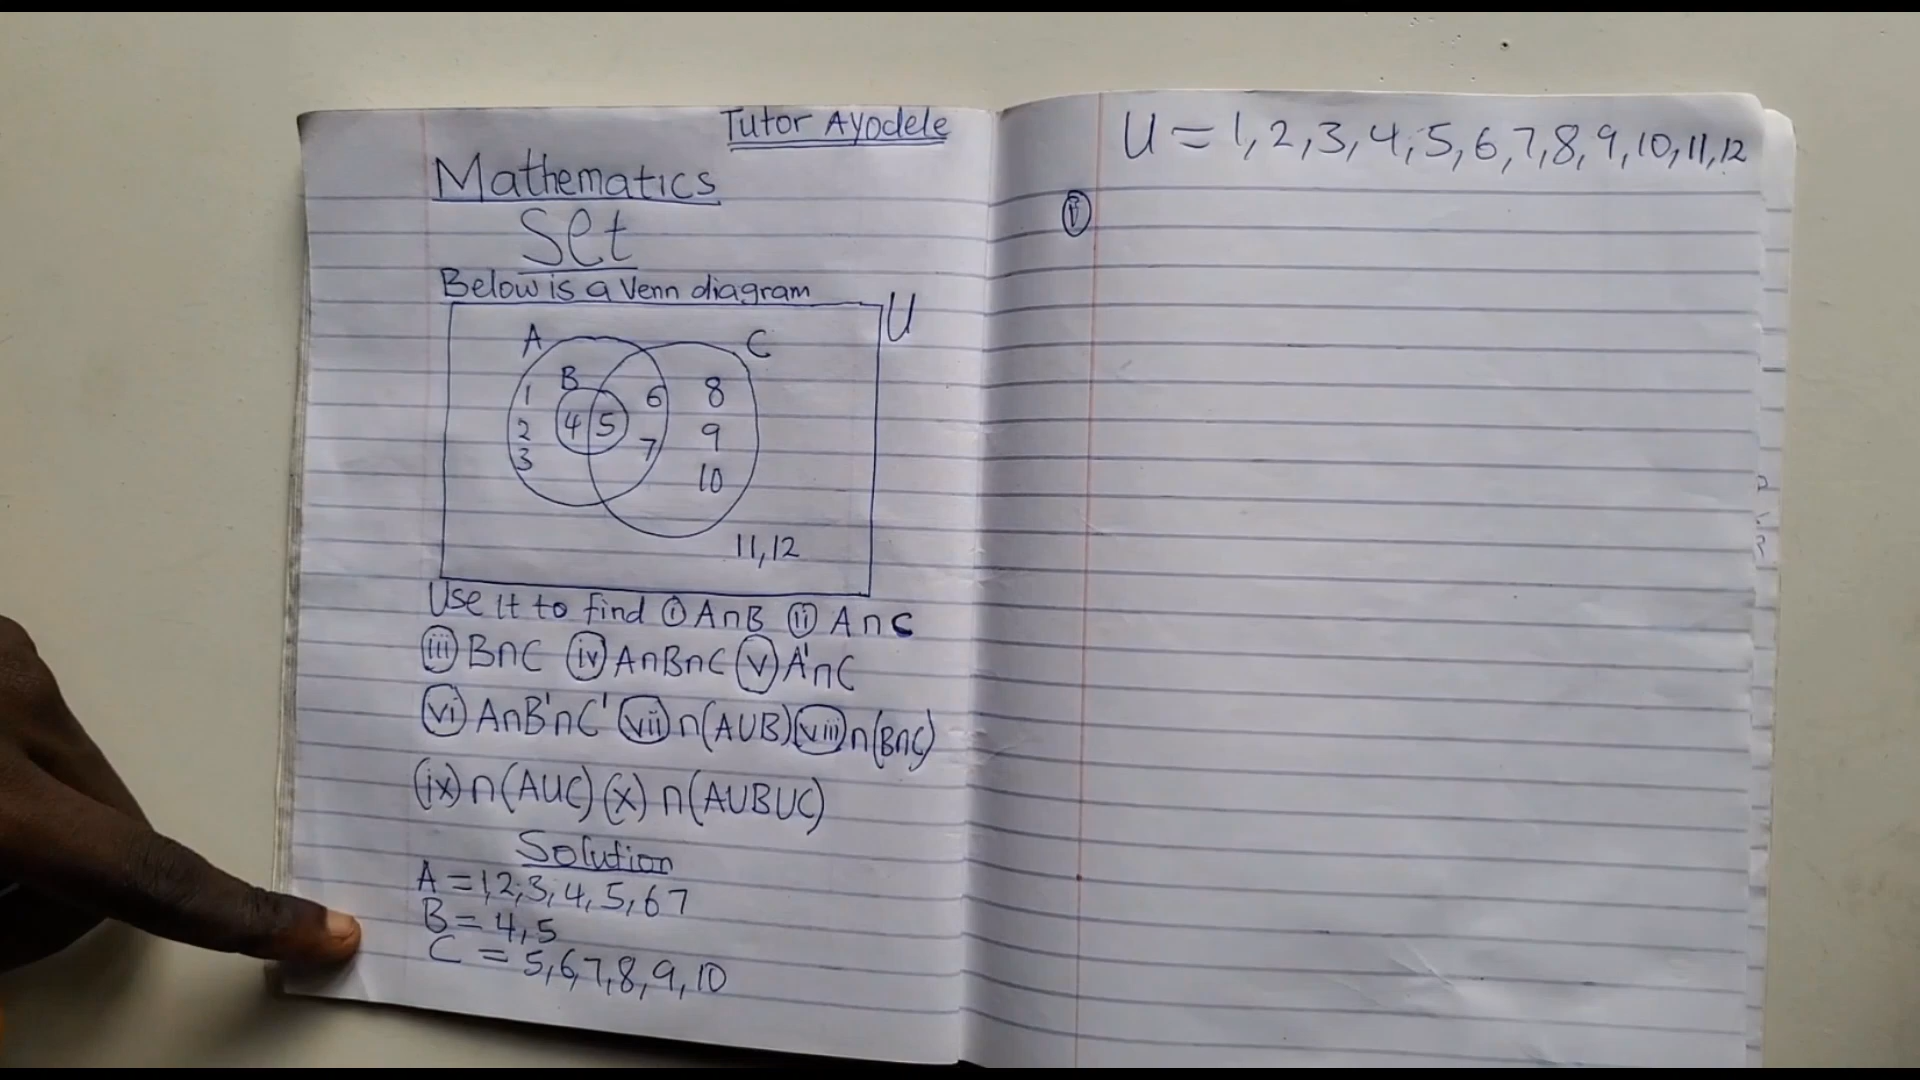 Tutor Ayodele
Mathematics
Set
Below is a Venn diagram
U
A
C
B
1
6
8
4
5
2
9
7
3
10
11,12
Use it to find (i) A∩B (ii) A∩C
(iii) B∩C (iv) A∩B∩C (v) A'∩C
(vi) A∩B'∩C' (vii) n(AUB) (viii) n(B∩C)
(ix) n(AUC) (x) n(AUBUC)
Solution
A = 1,2,3,4,5,6 7
B = 4,5
C = 5,6,7,8,9,10
U = 1,2,3,4,5,6,7,8,9,10,11,12
(i)